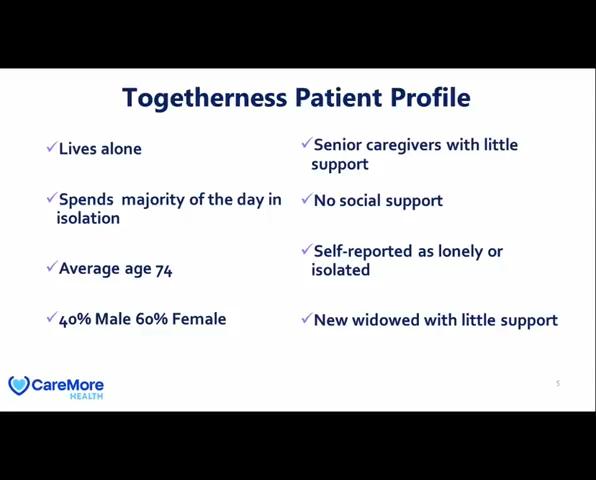 Togetherness Patient Profile
✓Lives alone
✓Spends majority of the day in
isolation
✓Average age 74
✓40% Male 60% Female
✓Senior caregivers with little
support
✓No social support
✓Self-reported as lonely or
isolated
✓New widowed with little support
CareMore
HEALTH
5